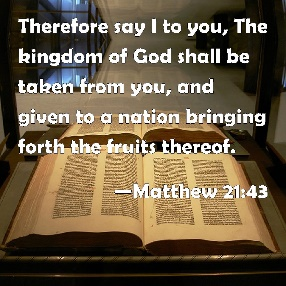 Therefore say I to you, The
kingdom of God shall be
taken from you, and
given to a nation bringing
forth the fruits thereof.
—Matthew 21:43